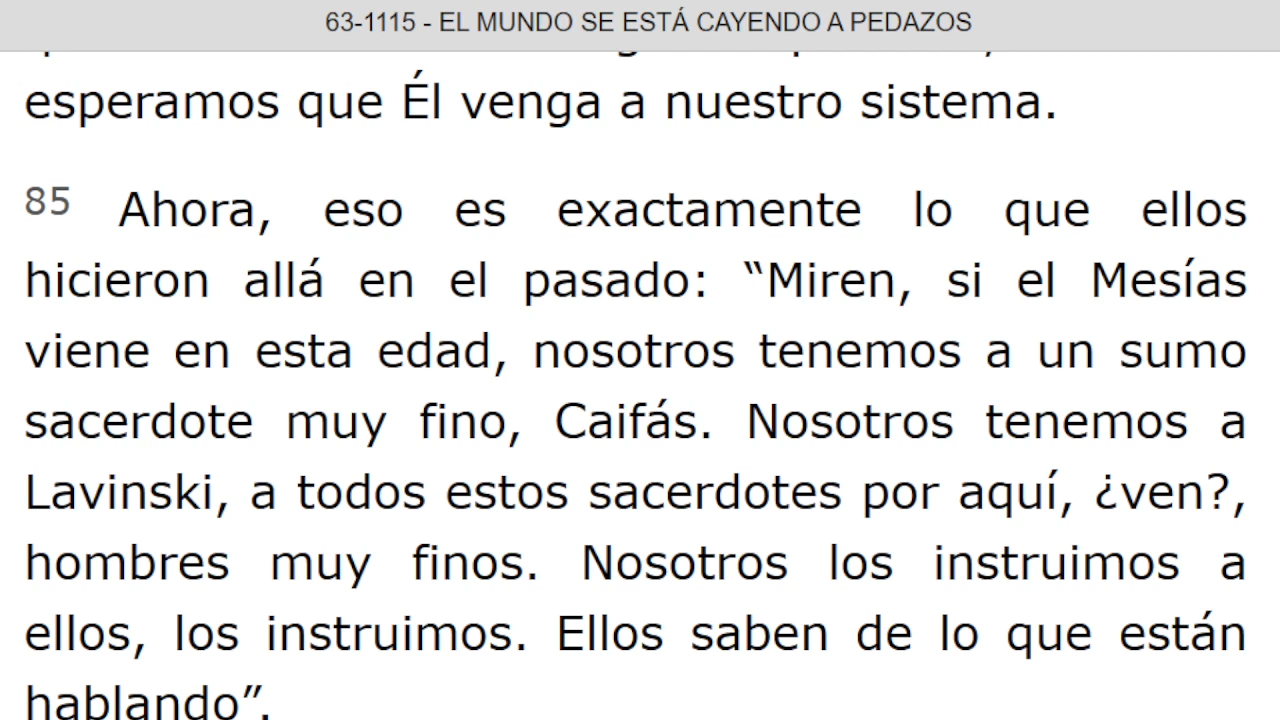 63-1115 - EL MUNDO SE ESTÁ CAYENDO A PEDAZOS
esperamos que Él venga a nuestro sistema.
85 Ahora, eso es exactamente lo que ellos
hicieron allá en el pasado: “Miren, si el Mesías
viene en esta edad, nosotros tenemos a un sumo
sacerdote muy fino, Caifás. Nosotros tenemos a
Lavinski, a todos estos sacerdotes por aquí, ¿ven?,
hombres muy finos. Nosotros los instruimos a
ellos, los instruimos. Ellos saben de lo que están
hablando”.